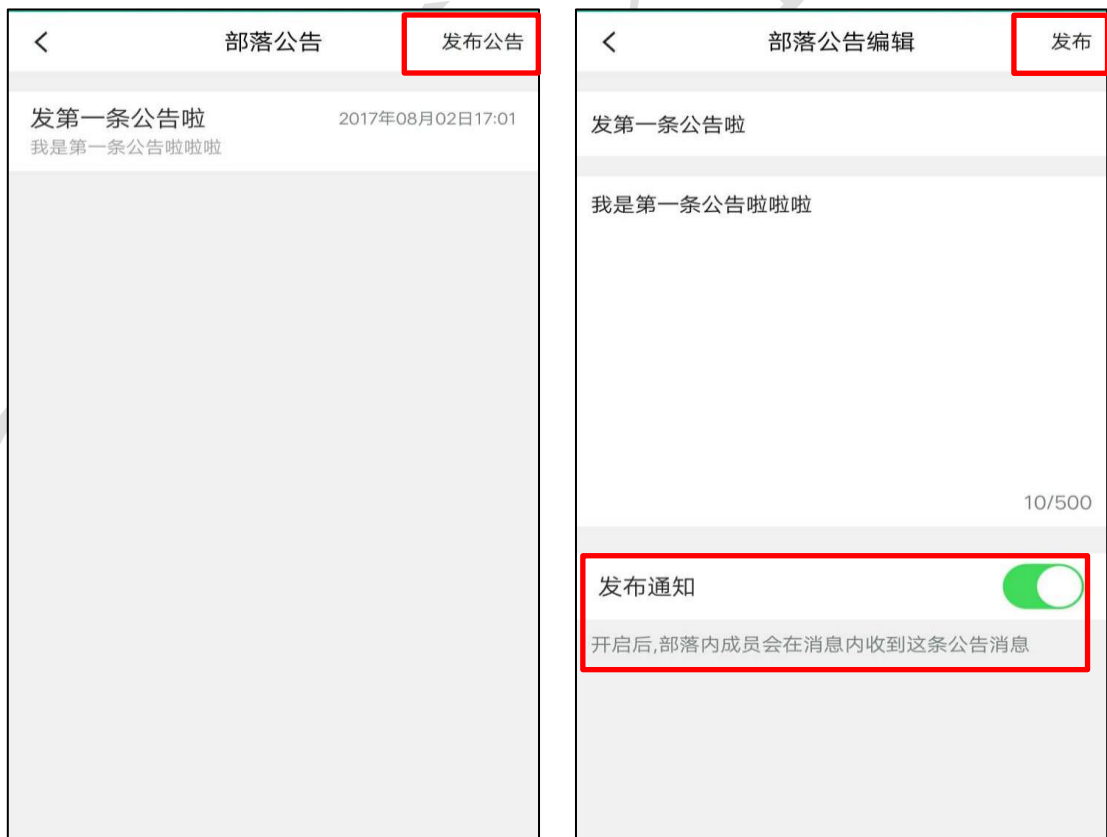 部落公告
发布公告
发第一条公告啦
2017年08月02日17:01
我是第一条公告啦啦啦
部落公告编辑
发布
发第一条公告啦
我是第一条公告啦啦啦
10/500
发布通知
开启后,部落内成员会在消息内收到这条公告消息